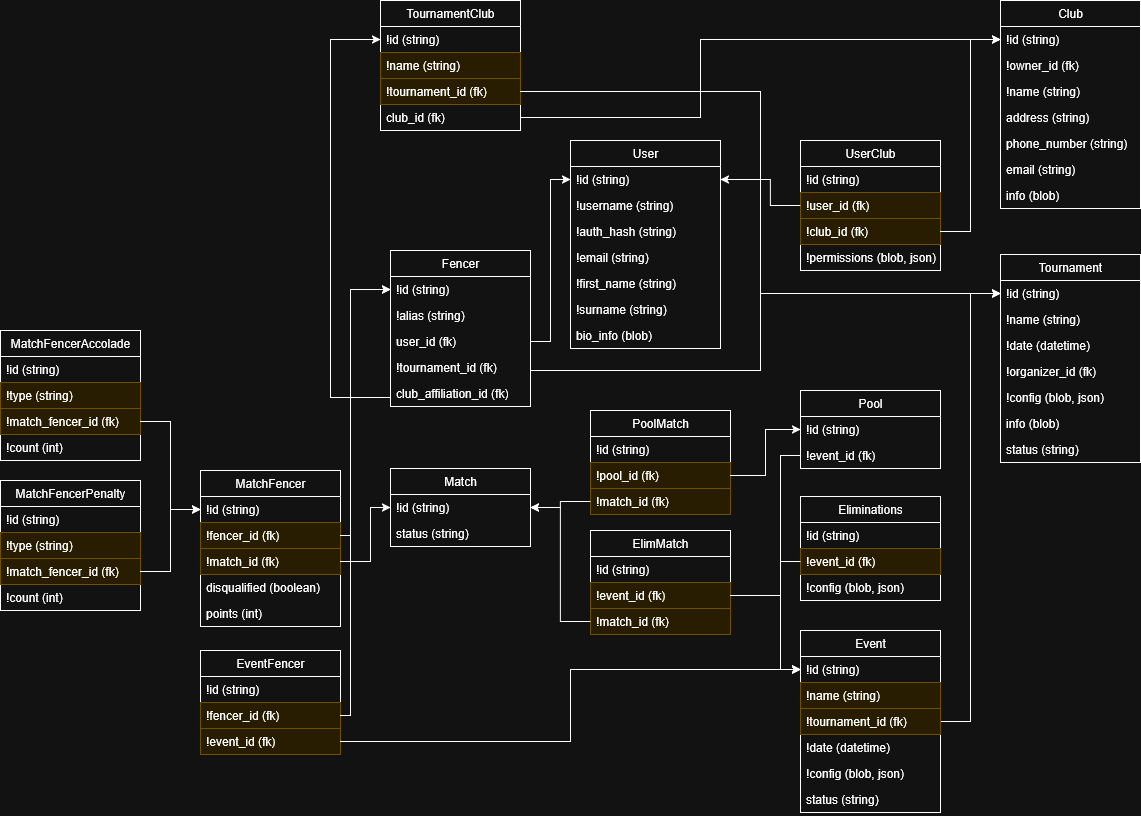 TournamentClub
!id (string)
!name (string)
!tournament_id (fk)
club_id (fk)
Club
!id (string)
!owner_id (fk)
!name (string)
address (string)
phone_number (string)
email (string)
info (blob)
User
!id (string)
!username (string)
!auth_hash (string)
!email (string)
!first_name (string)
!surname (string)
bio_info (blob)
UserClub
!id (string)
!user_id (fk)
!club_id (fk)
!permissions (blob, json)
Fencer
!id (string)
!alias (string)
user_id (fk)
!tournament_id (fk)
club_affiliation_id (fk)
Tournament
!id (string)
!name (string)
!date (datetime)
!organizer_id (fk)
!config (blob, json)
info (blob)
status (string)
MatchFencerAccolade
!id (string)
!type (string)
!match_fencer_id (fk)
!count (int)
MatchFencerPenalty
!id (string)
!type (string)
!match_fencer_id (fk)
!count (int)
MatchFencer
!id (string)
!fencer_id (fk)
!match_id (fk)
disqualified (boolean)
points (int)
Match
!id (string)
status (string)
PoolMatch
!id (string)
!pool_id (fk)
!match_id (fk)
Pool
!id (string)
!event_id (fk)
ElimMatch
!id (string)
!event_id (fk)
!match_id (fk)
Eliminations
!id (string)
!event_id (fk)
!config (blob, json)
EventFencer
!id (string)
!fencer_id (fk)
!event_id (fk)
Event
!id (string)
!name (string)
!tournament_id (fk)
!date (datetime)
!config (blob, json)
status (string)